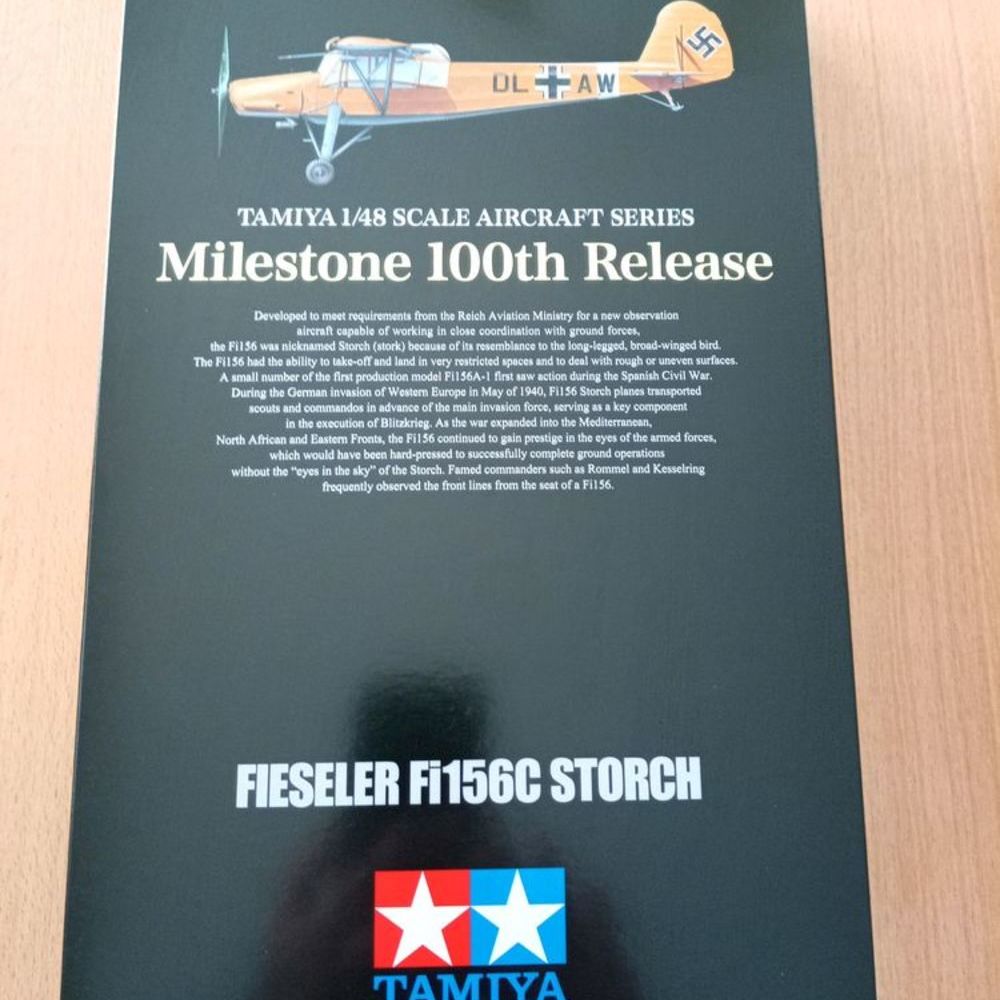 DL AW
TAMIYA 1/48 SCALE AIRCRAFT SERIES
Milestone 100th Release
Developed to meet requirements from the Reich Aviation Ministry for a new observation
aircraft capable of working in close coordination with ground forces,
the Fi156 was nicknamed Storch (stork) because of its resemblance to the long-legged, broad-winged bird.
The Fi156 had the ability to take-off and land in very restricted spaces and to deal with rough or uneven surfaces.
A small number of the first production model Fi156A-1 first saw action during the Spanish Civil War.
During the German invasion of Western Europe in May of 1940, Fi156 Storch planes transported
scouts and commandos in advance of the main invasion force, serving as a key component
in the execution of Blitzkrieg. As the war expanded into the Mediterranean,
North African and Eastern Fronts, the Fi156 continued to gain prestige in the eyes of the armed forces,
which would have been hard-pressed to successfully complete ground operations
without the "eyes in the sky" of the Storch. Famed commanders such as Rommel and Kesselring
frequently observed the front lines from the seat of a Fi156.
FIESELER Fi156C STORCH
TAMIYA